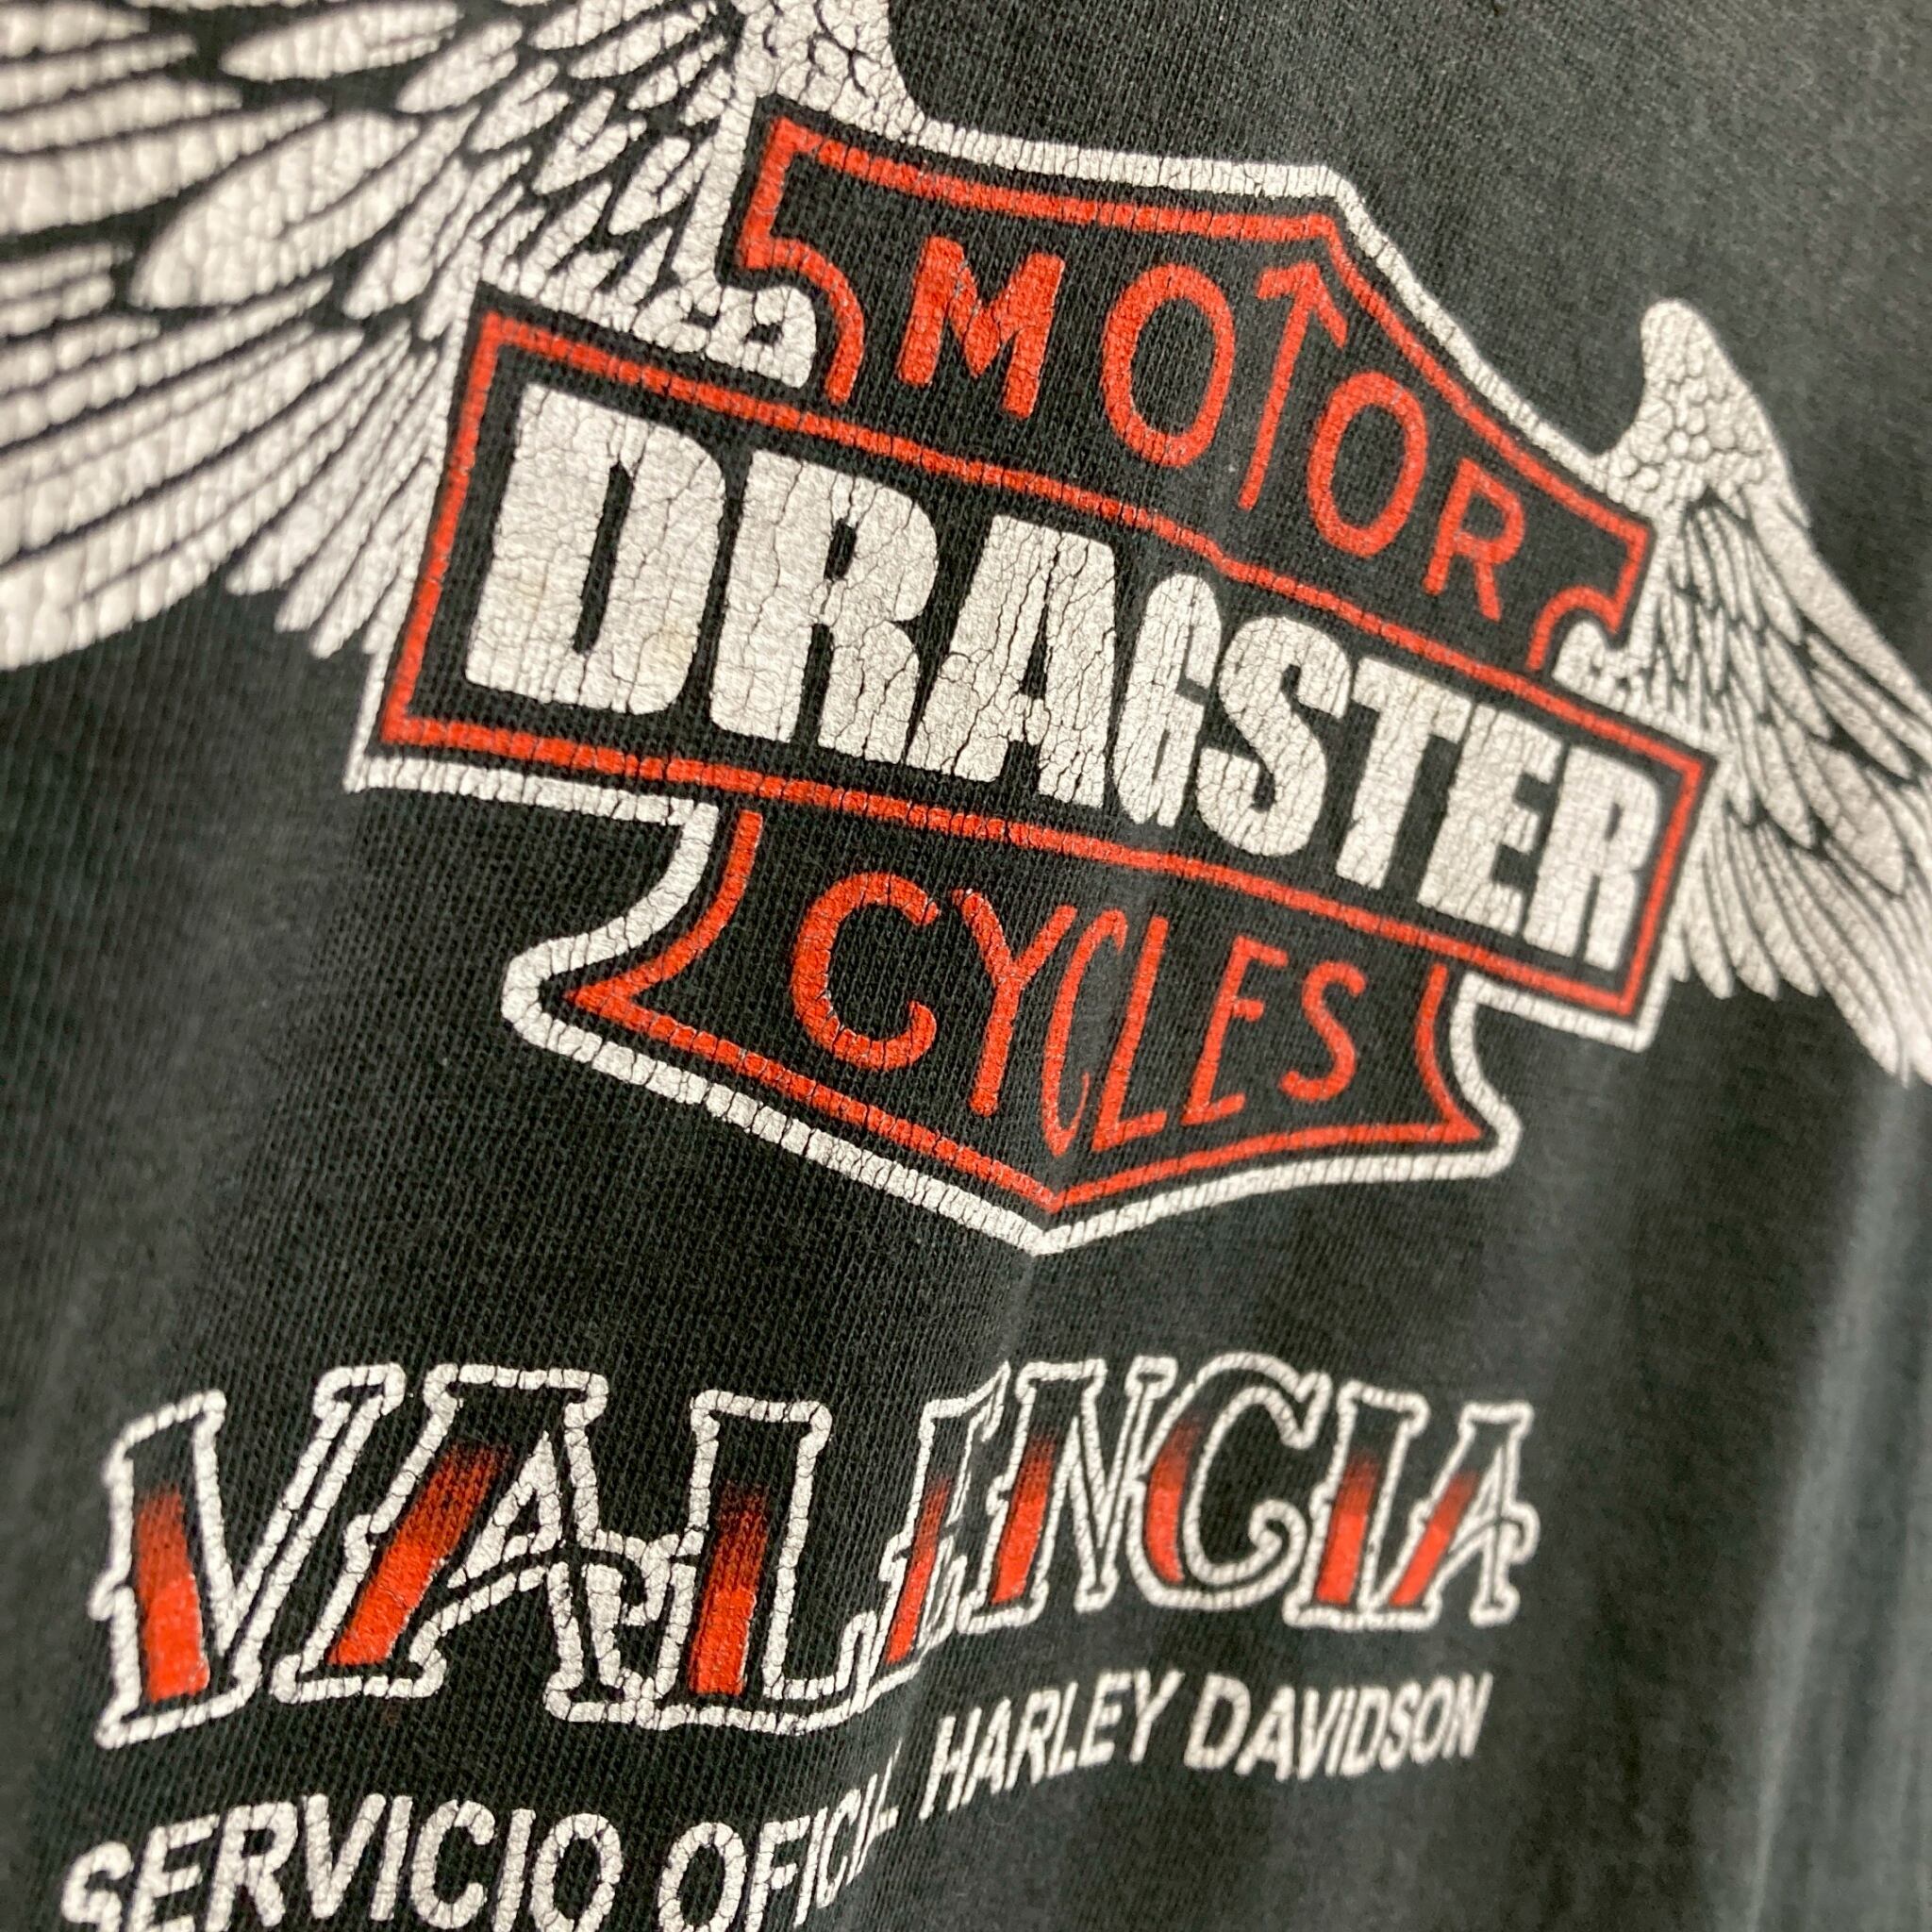 MOTOR
DRAGSTER
CYCLES
VALENCIA
SERVICIO OFICIAL HARLEY DAVIDSON